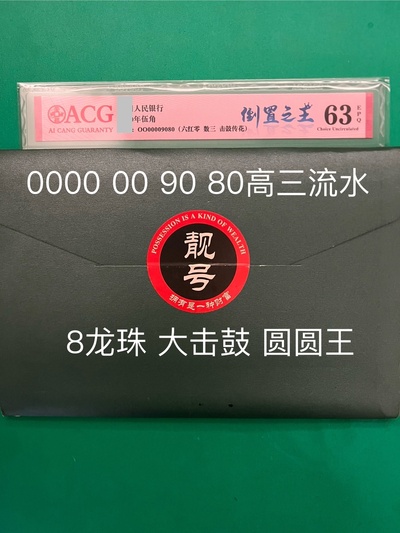 ACG
AI CANG GUARANTY
人民银行
年伍角
OO00009080（六红零 数三 击鼓传花）
倒置之王
63
EPQ
Choice Uncirculated
0000 00 90 80高三流水
POSSESSION IS A KIND OF WEALTH
靓号
拥有是一种财富
8龙珠 大击鼓 圆圆王